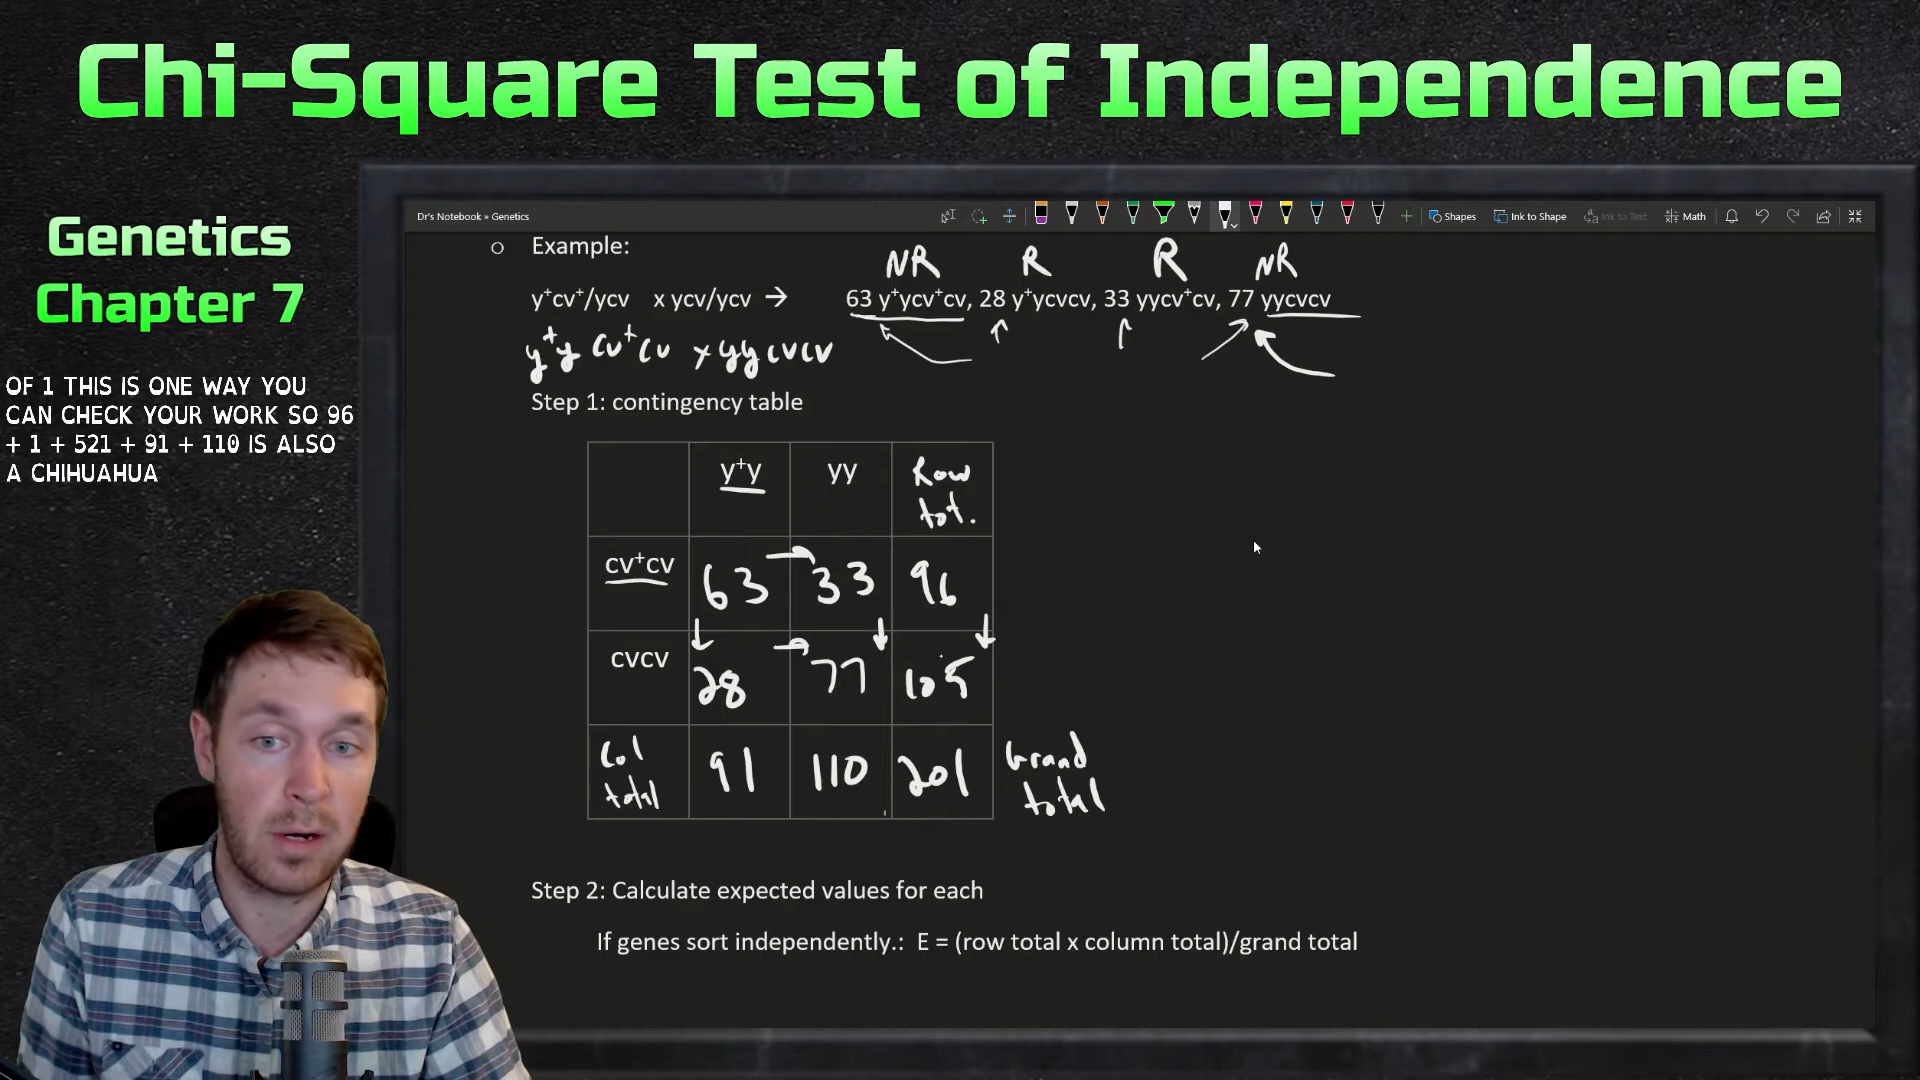 Chi-Square Test of Independence
Genetics
Chapter 7
OF 1 THIS IS ONE WAY YOU
CAN CHECK YOUR WORK SO 96
+ 1 + 521 + 91 + 110 IS ALSO
A CHIHUAHUA
Dr's Notebook » Genetics
Shapes Ink to Shape Ink to Text Math
Example:
NR R R NR
y⁺cv⁺/ycv x ycv/ycv → 63 y⁺ycv⁺cv, 28 y⁺ycvcv, 33 yycv⁺cv, 77 yycvcv
y⁺y cv⁺cv x yy cvcv
Step 1: contingency table
y⁺y yy Row tot.
cv⁺cv 63 33 96
cvcv 28 77 105
Col total 91 110 201 Grand total
Step 2: Calculate expected values for each
If genes sort independently.: E = (row total x column total)/grand total